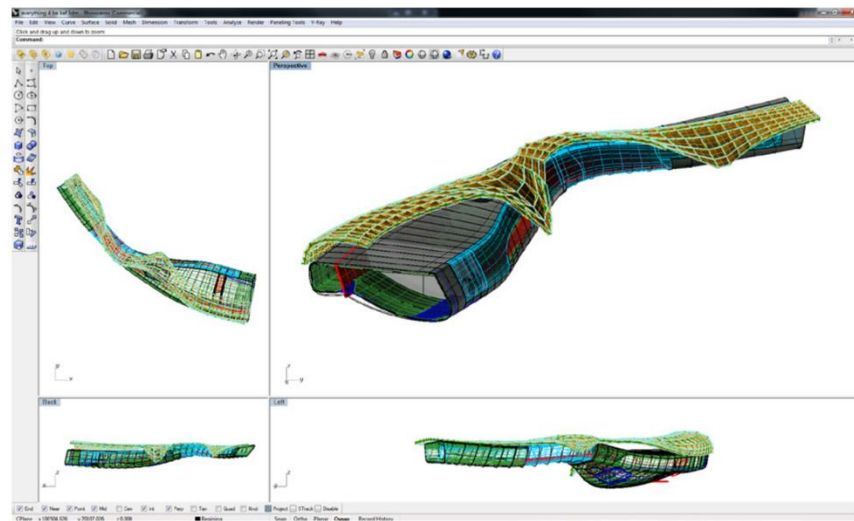 File Edit View Curve Surface Solid Mesh Dimension Transform Tools Analyze Render Paneling Tools V-Ray Help
Click and drag up and down to zoom
Command:
Top
Perspective
y
x
z
y
Back
Left
z
x
z
y
End Near Point Mid Cen Int Perp Tan Quad Knot Project STrack Disable
CPlane
Snap Ortho Planar Osnap Record History